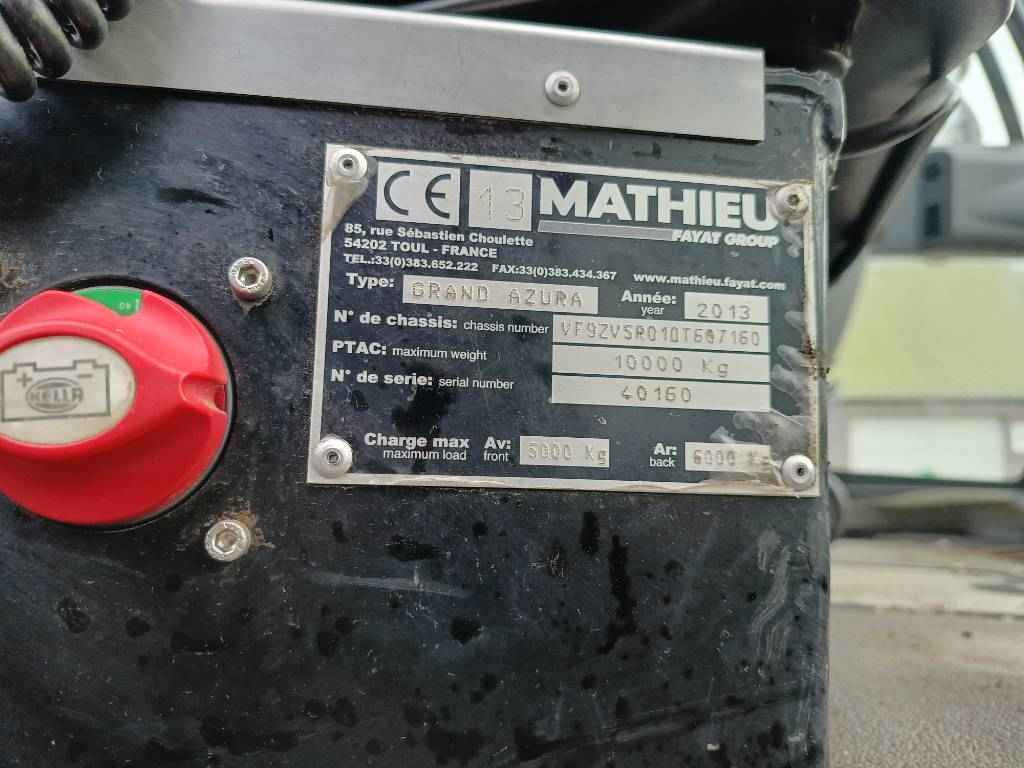 CE 13 MATHIEU
FAYAT GROUP
85, rue Sébastien Choulette
54202 TOUL - FRANCE
TEL.:33(0)383.652.222 FAX:33(0)383.434.367 www.mathieu.fayat.com
Type: GRAND AZURA Année: 2013
year
N° de chassis: chassis number
PTAC: maximum weight 10000 Kg
N° de serie: serial number 40160
Charge max Av: 5000 Kg Ar: 6000 Kg
maximum load front back
HELLA